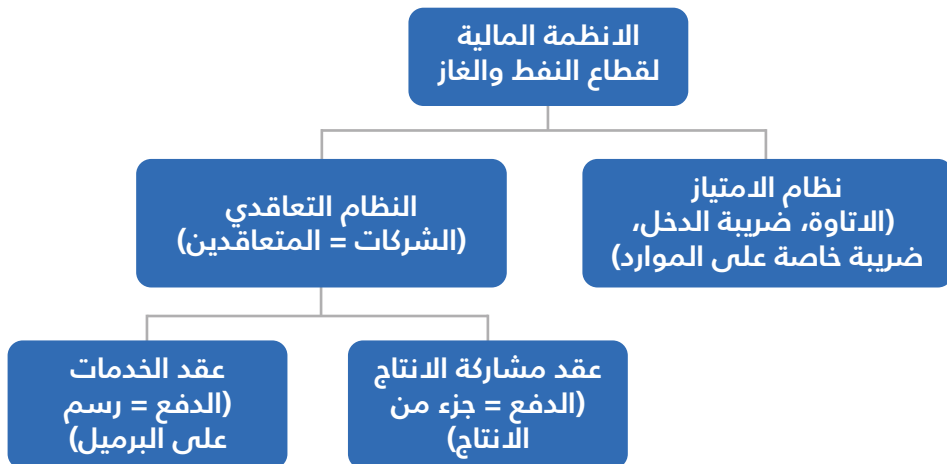 الانظمة المالية
لقطاع النفط والغاز
نظام الامتياز
(الاتاوة، ضريبة الدخل،
ضريبة خاصة على الموارد)
النظام التعاقدي
(الشركات = المتعاقدين)
عقد مشاركة الانتاج
(الدفع = جزء من
الانتاج)
عقد الخدمات
(الدفع = رسم
على البرميل)